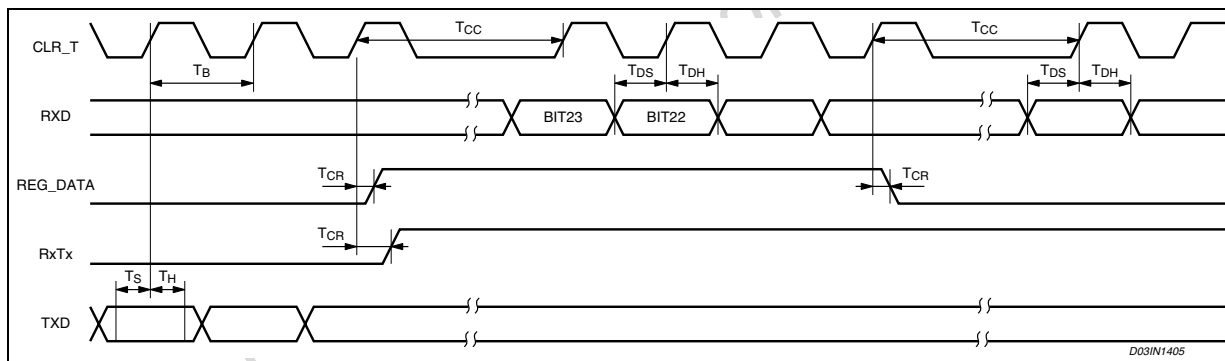 CLR_T
TCC
TCC
TB
TDS
TDH
TDS
TDH
RXD
BIT23
BIT22
REG_DATA
TCR
TCR
RxTx
TCR
TS
TH
TXD
D03IN1405